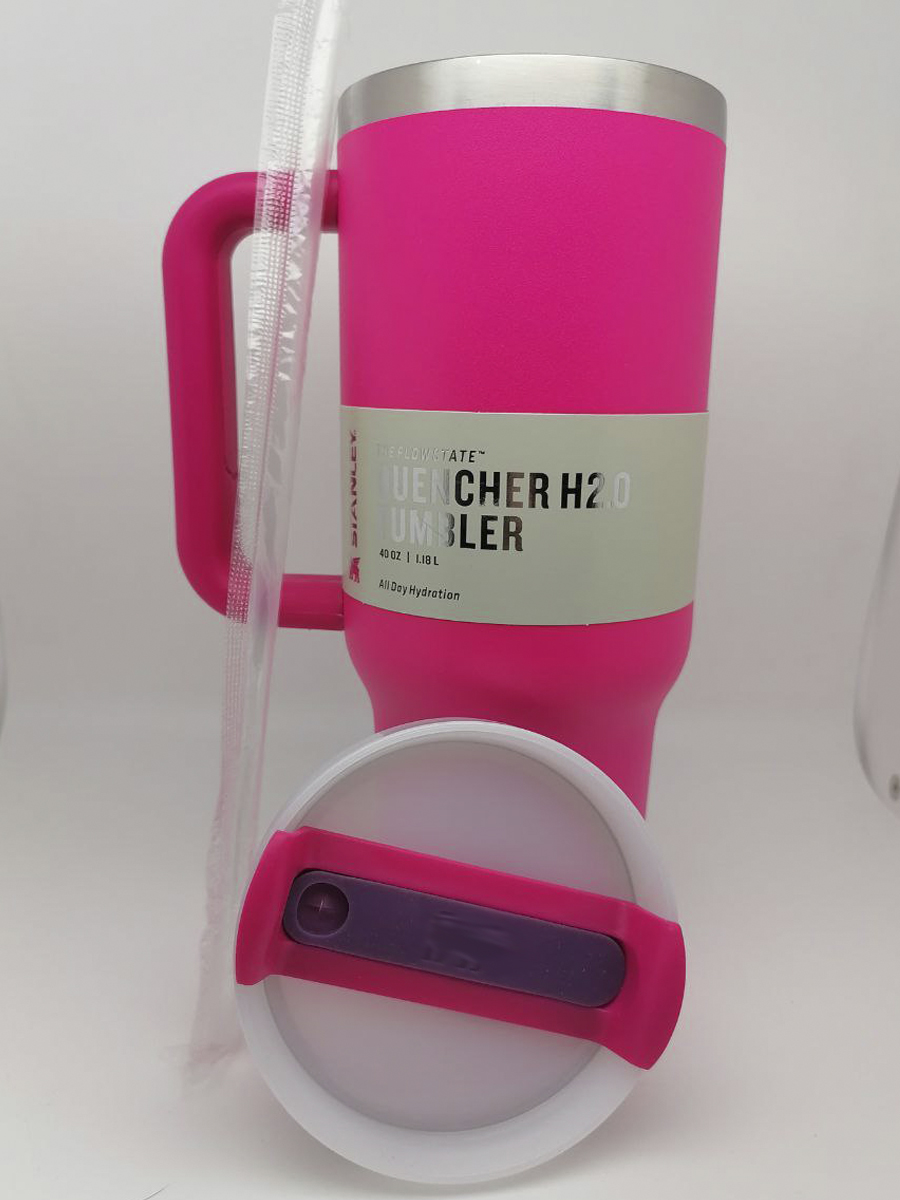 STANLEY
THE FLOWSTATE™
QUENCHER H2.0
TUMBLER
40 OZ | 1.18 L
All Day Hydration